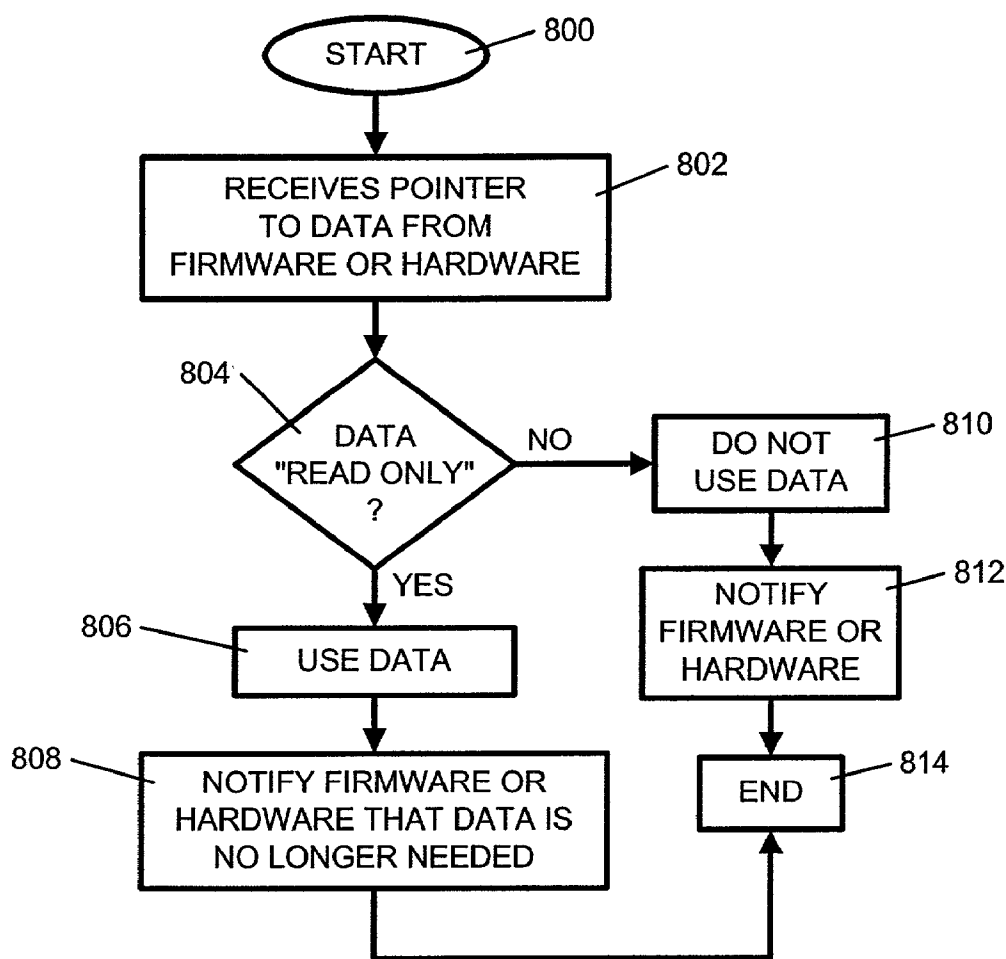 800
START
802
RECEIVES POINTER
TO DATA FROM
FIRMWARE OR HARDWARE
804
DATA
"READ ONLY"
?
NO
810
DO NOT
USE DATA
YES
812
NOTIFY
FIRMWARE OR
HARDWARE
806
USE DATA
808
NOTIFY FIRMWARE OR
HARDWARE THAT DATA IS
NO LONGER NEEDED
814
END